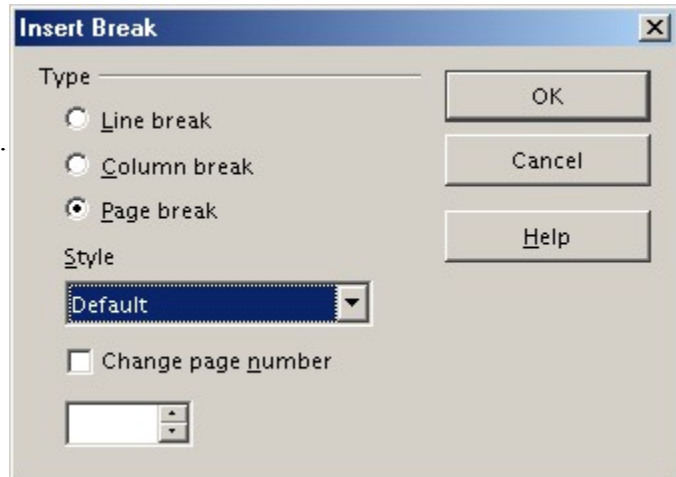 Insert Break
Type
Line break
Column break
Page break
Style
Default
Change page number
OK
Cancel
Help